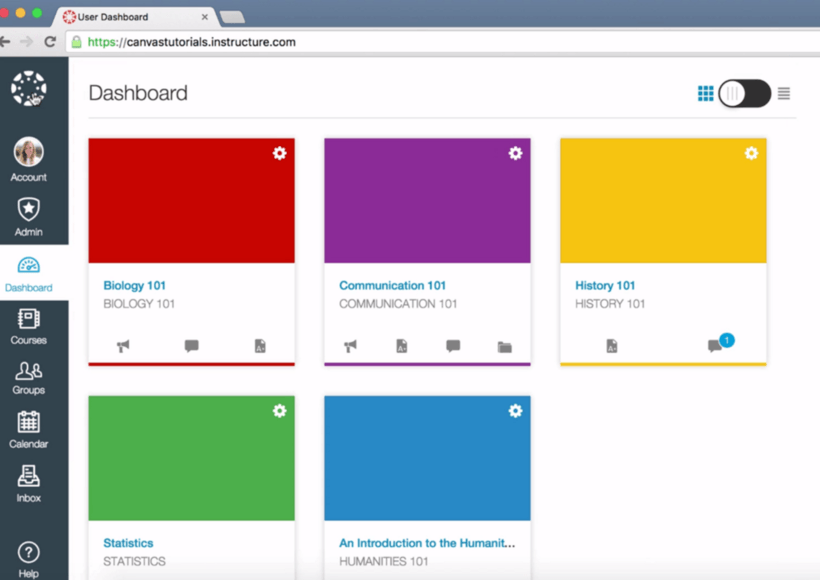 User Dashboard
https://canvastutorials.instructure.com
Dashboard
Account
Admin
Dashboard
Courses
Groups
Calendar
Inbox
Help
Biology 101
BIOLOGY 101
Communication 101
COMMUNICATION 101
History 101
HISTORY 101
1
Statistics
STATISTICS
An Introduction to the Humanit...
HUMANITIES 101